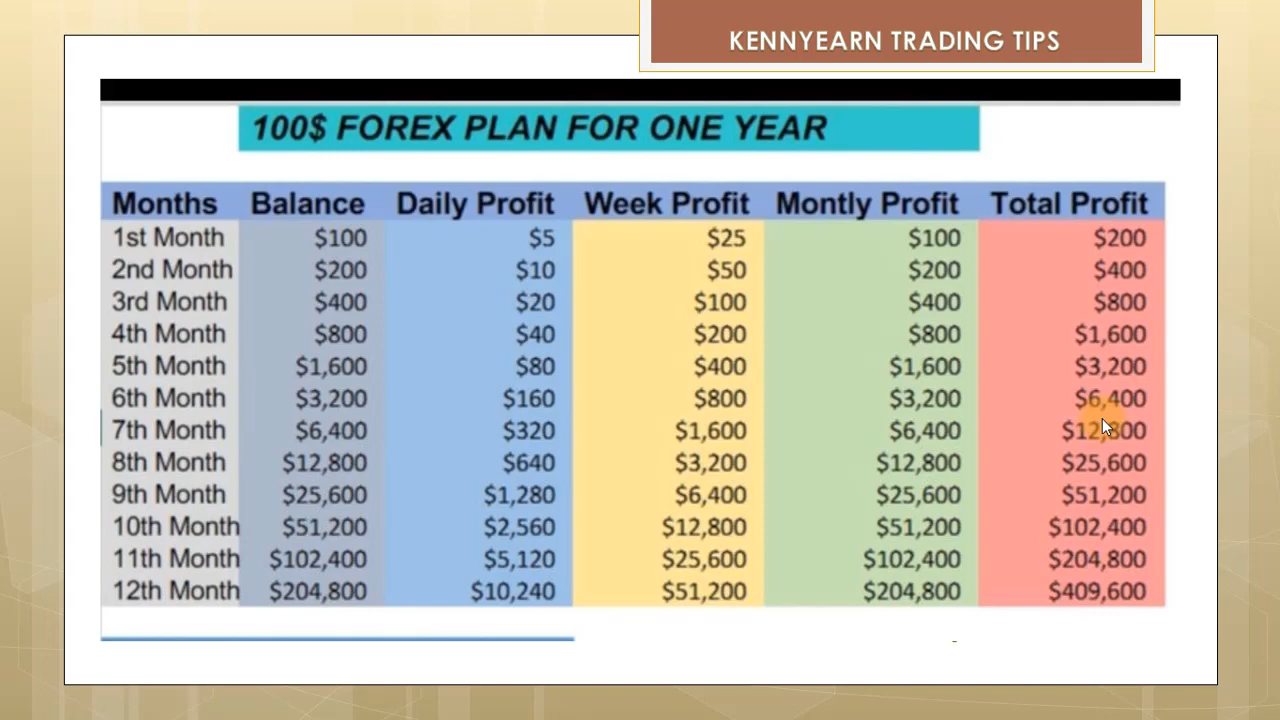 KENNYEARN TRADING TIPS
100$ FOREX PLAN FOR ONE YEAR
Months Balance Daily Profit Week Profit Montly Profit Total Profit
1st Month $100 $5 $25 $100 $200
2nd Month $200 $10 $50 $200 $400
3rd Month $400 $20 $100 $400 $800
4th Month $800 $40 $200 $800 $1,600
5th Month $1,600 $80 $400 $1,600 $3,200
6th Month $3,200 $160 $800 $3,200 $6,400
7th Month $6,400 $320 $1,600 $6,400 $12,800
8th Month $12,800 $640 $3,200 $12,800 $25,600
9th Month $25,600 $1,280 $6,400 $25,600 $51,200
10th Month $51,200 $2,560 $12,800 $51,200 $102,400
11th Month $102,400 $5,120 $25,600 $102,400 $204,800
12th Month $204,800 $10,240 $51,200 $204,800 $409,600